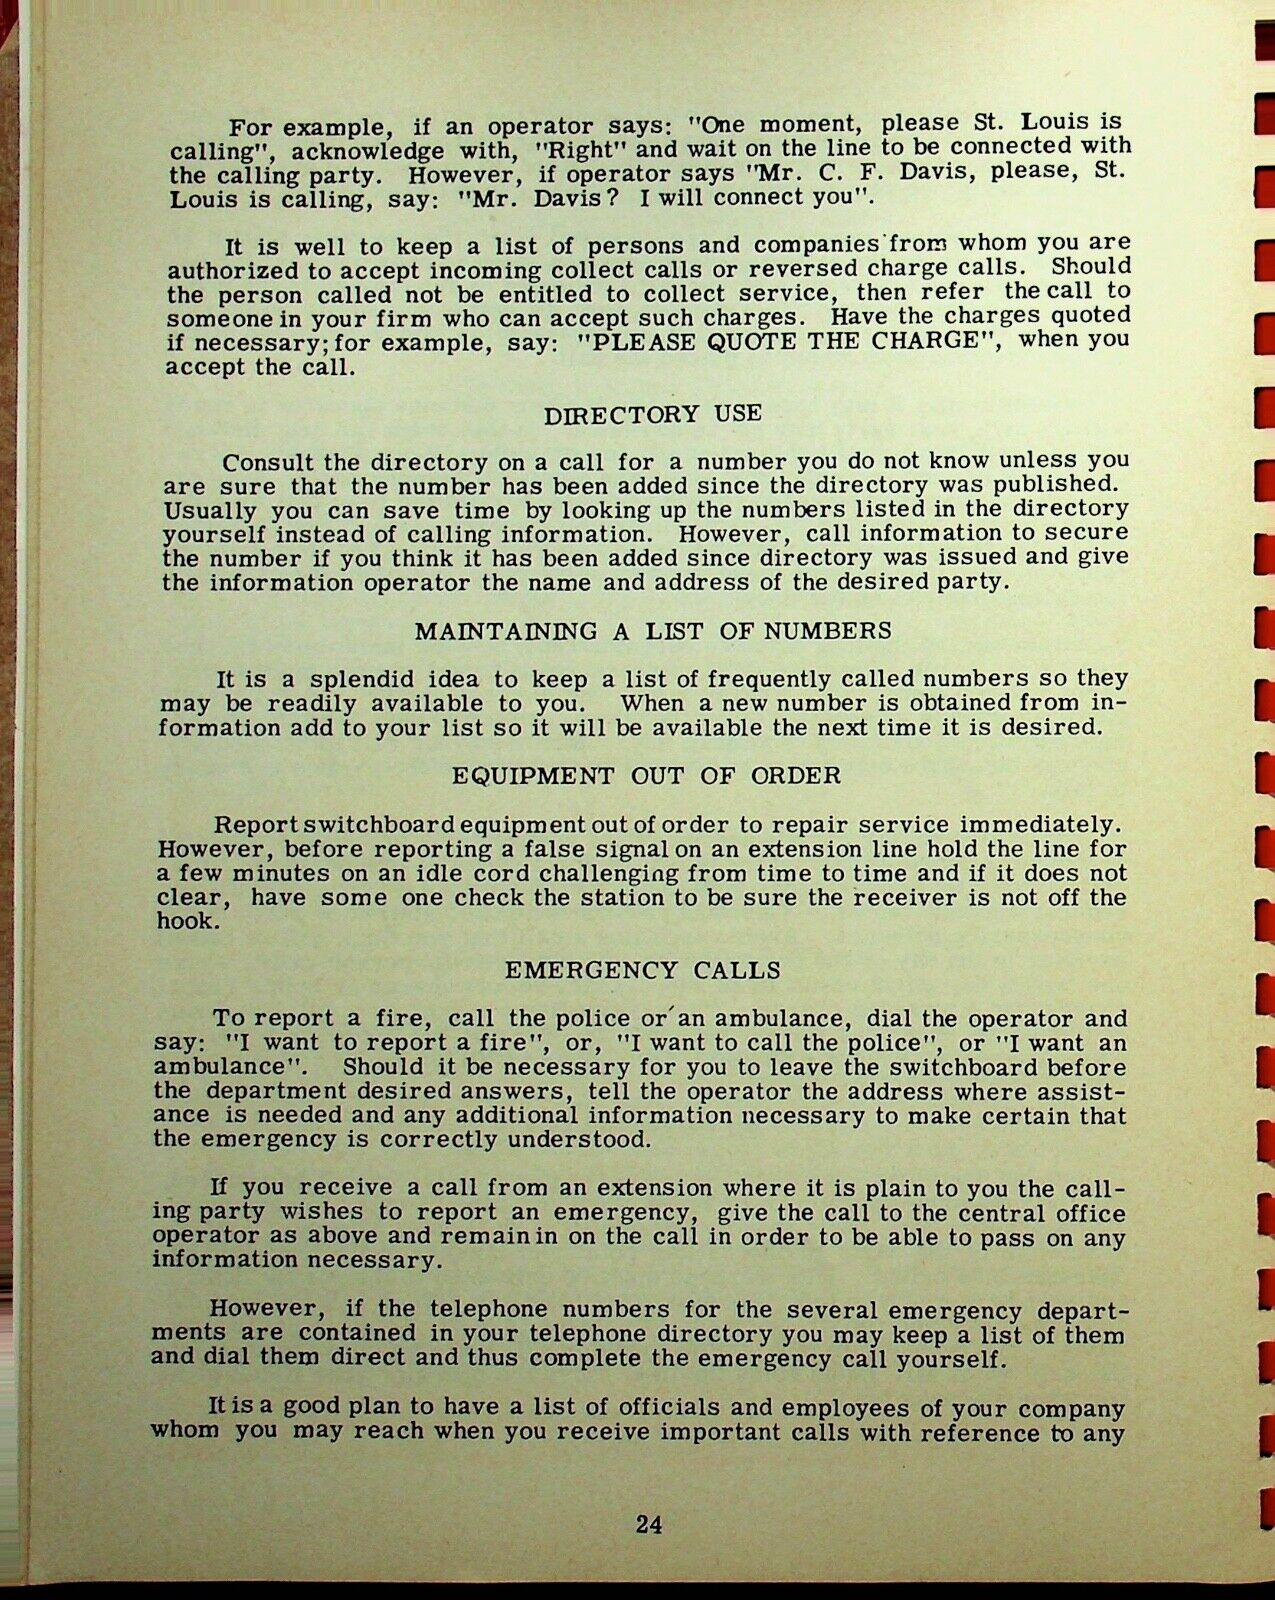 For example, if an operator says: "One moment, please St. Louis is
calling", acknowledge with, "Right" and wait on the line to be connected with
the calling party. However, if operator says "Mr. C. F. Davis, please, St.
Louis is calling, say: "Mr. Davis? I will connect you".
It is well to keep a list of persons and companies from whom you are
authorized to accept incoming collect calls or reversed charge calls. Should
the person called not be entitled to collect service, then refer the call to
someone in your firm who can accept such charges. Have the charges quoted
if necessary; for example, say: "PLEASE QUOTE THE CHARGE", when you
accept the call.
DIRECTORY USE
Consult the directory on a call for a number you do not know unless you
are sure that the number has been added since the directory was published.
Usually you can save time by looking up the numbers listed in the directory
yourself instead of calling information. However, call information to secure
the number if you think it has been added since directory was issued and give
the information operator the name and address of the desired party.
MAINTAINING A LIST OF NUMBERS
It is a splendid idea to keep a list of frequently called numbers so they
may be readily available to you. When a new number is obtained from in-
formation add to your list so it will be available the next time it is desired.
EQUIPMENT OUT OF ORDER
Report switchboard equipment out of order to repair service immediately.
However, before reporting a false signal on an extension line hold the line for
a few minutes on an idle cord challenging from time to time and if it does not
clear, have some one check the station to be sure the receiver is not off the
hook.
EMERGENCY CALLS
To report a fire, call the police or an ambulance, dial the operator and
say: "I want to report a fire", or, "I want to call the police", or "I want an
ambulance". Should it be necessary for you to leave the switchboard before
the department desired answers, tell the operator the address where assist-
ance is needed and any additional information necessary to make certain that
the emergency is correctly understood.
If you receive a call from an extension where it is plain to you the call-
ing party wishes to report an emergency, give the call to the central office
operator as above and remain in on the call in order to be able to pass on any
information necessary.
However, if the telephone numbers for the several emergency depart-
ments are contained in your telephone directory you may keep a list of them
and dial them direct and thus complete the emergency call yourself.
It is a good plan to have a list of officials and employees of your company
whom you may reach when you receive important calls with reference to any
24